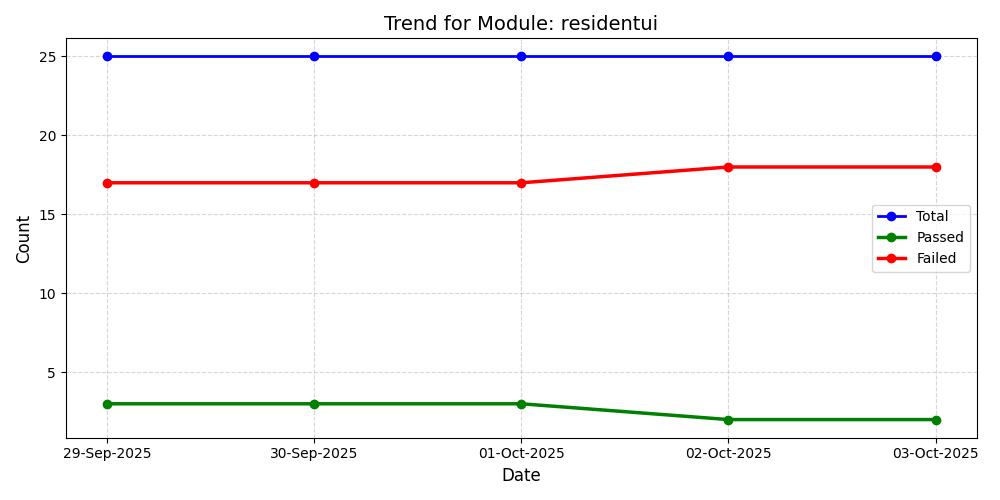 Trend for Module: residentui
Count
25
20
15
10
5
Total
Passed
Failed
29-Sep-2025
30-Sep-2025
01-Oct-2025
02-Oct-2025
03-Oct-2025
Date